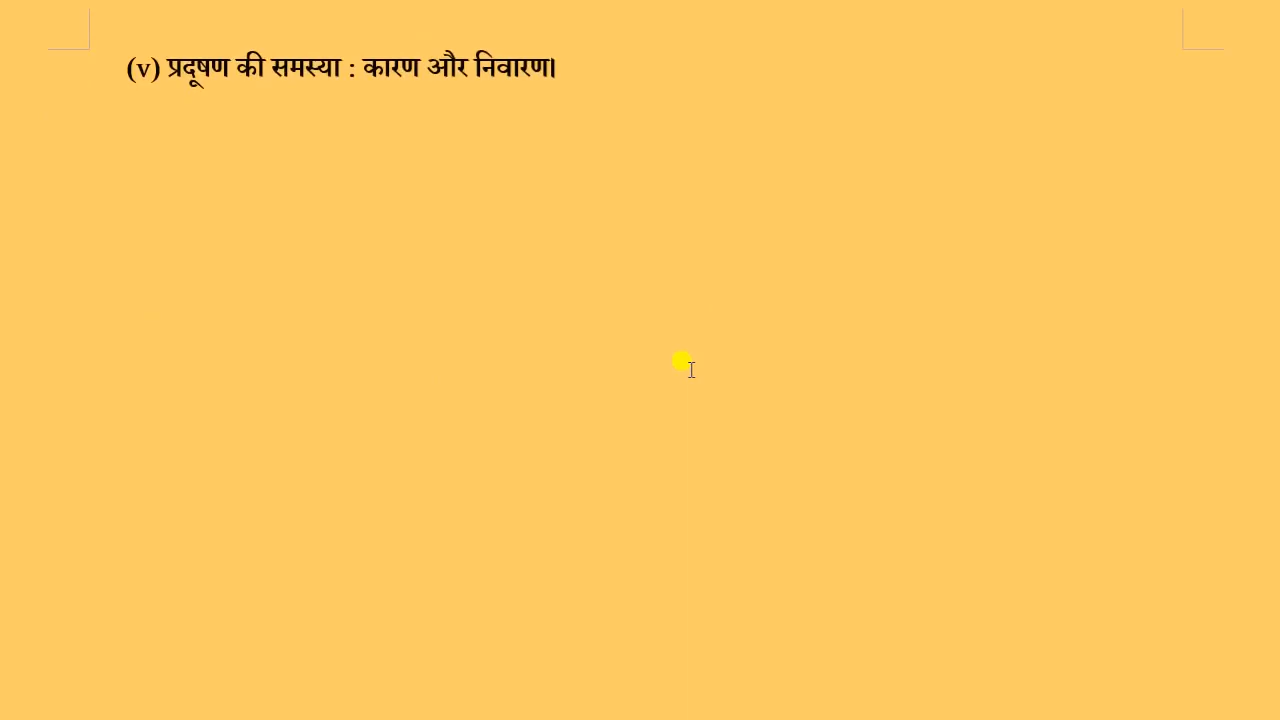 (v) प्रदूषण की समस्या : कारण और निवारण।